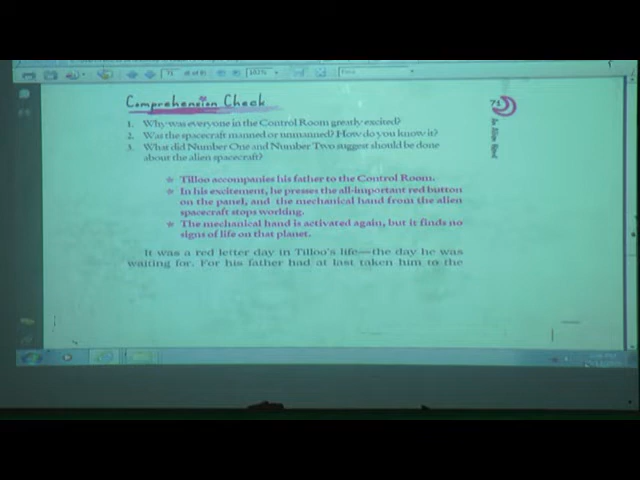 Comprehension Check
71
An Alien Hand
1. Why was everyone in the Control Room greatly excited?
2. Was the spacecraft manned or unmanned? How do you know it?
3. What did Number One and Number Two suggest should be done
about the alien spacecraft?
Tilloo accompanies his father to the Control Room.
In his excitement, he presses the all-important red button
on the panel, and the mechanical hand from the alien
spacecraft stops working.
The mechanical hand is activated again, but it finds no
signs of life on that planet.
It was a red letter day in Tilloo's life—the day he was
waiting for. For his father had at last taken him to the